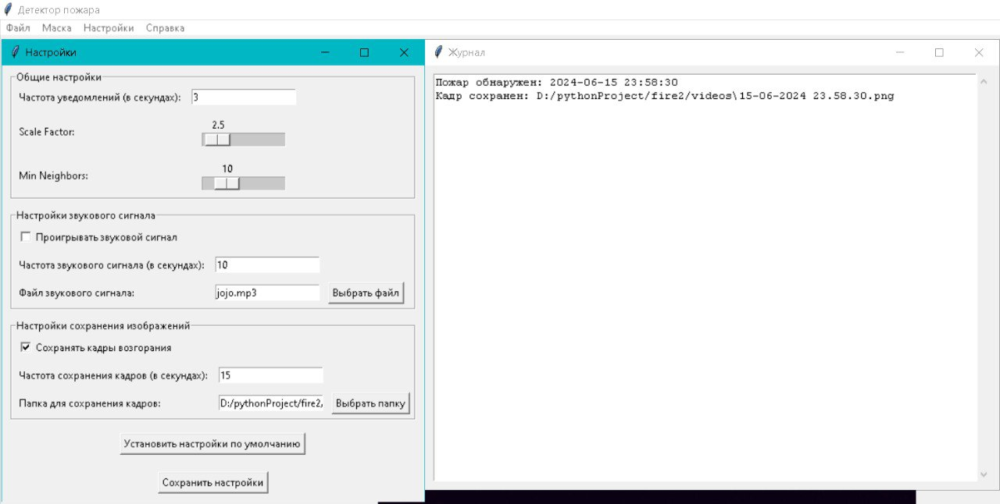 Детектор пожара
Файл Маска Настройки Справка
Настройки
Общие настройки
Частота уведомлений (в секундах): 3
2.5
Scale Factor:
10
Min Neighbors:
Настройки звукового сигнала
Проигрывать звуковой сигнал
Частота звукового сигнала (в секундах): 10
Файл звукового сигнала: jojo.mp3 Выбрать файл
Настройки сохранения изображений
Сохранять кадры возгорания
Частота сохранения кадров (в секундах): 15
Папка для сохранения кадров: D:/pythonProject/fire2, Выбрать папку
Установить настройки по умолчанию
Сохранить настройки
Журнал
Пожар обнаружен: 2024-06-15 23:58:30
Кадр сохранен: D:/pythonProject/fire2/videos\15-06-2024 23.58.30.png